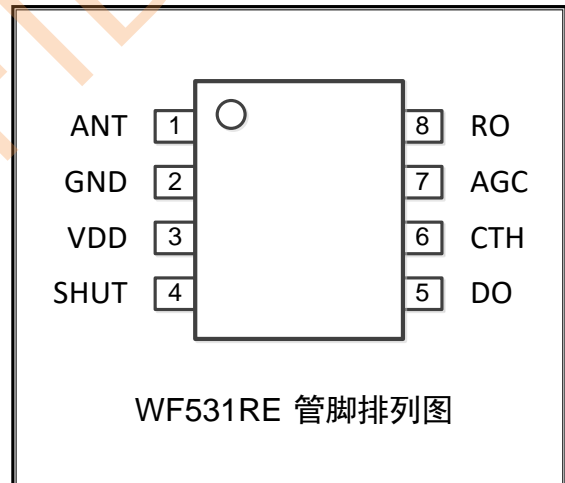 ANT 1 8 RO
GND 2 7 AGC
VDD 3 6 CTH
SHUT 4 5 DO
WF531RE 管脚排列图